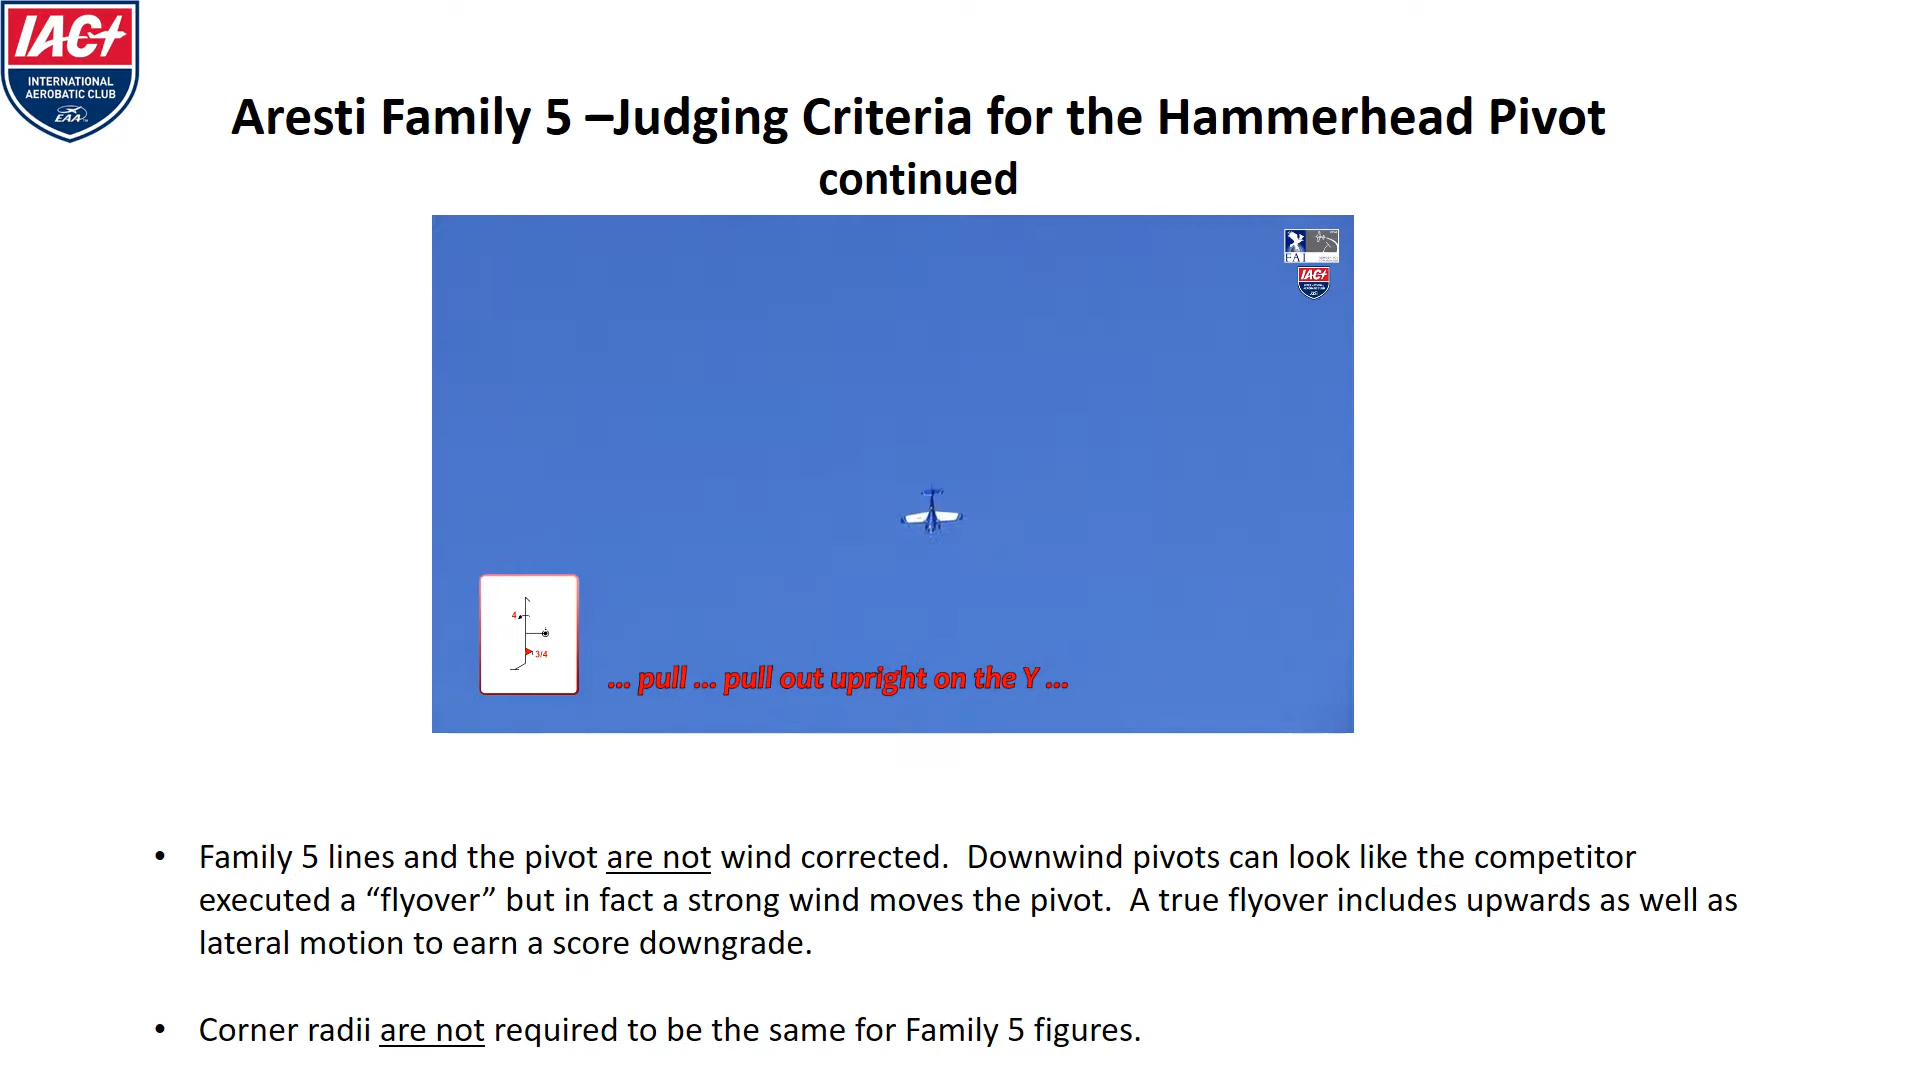 IAC
INTERNATIONAL
AEROBATIC CLUB
EAA
Aresti Family 5 –Judging Criteria for the Hammerhead Pivot
continued
FAI
IAC
4
3/4
... pull ... pull out upright on the Y ...
• Family 5 lines and the pivot are not wind corrected.  Downwind pivots can look like the competitor
executed a “flyover” but in fact a strong wind moves the pivot.  A true flyover includes upwards as well as
lateral motion to earn a score downgrade.
• Corner radii are not required to be the same for Family 5 figures.